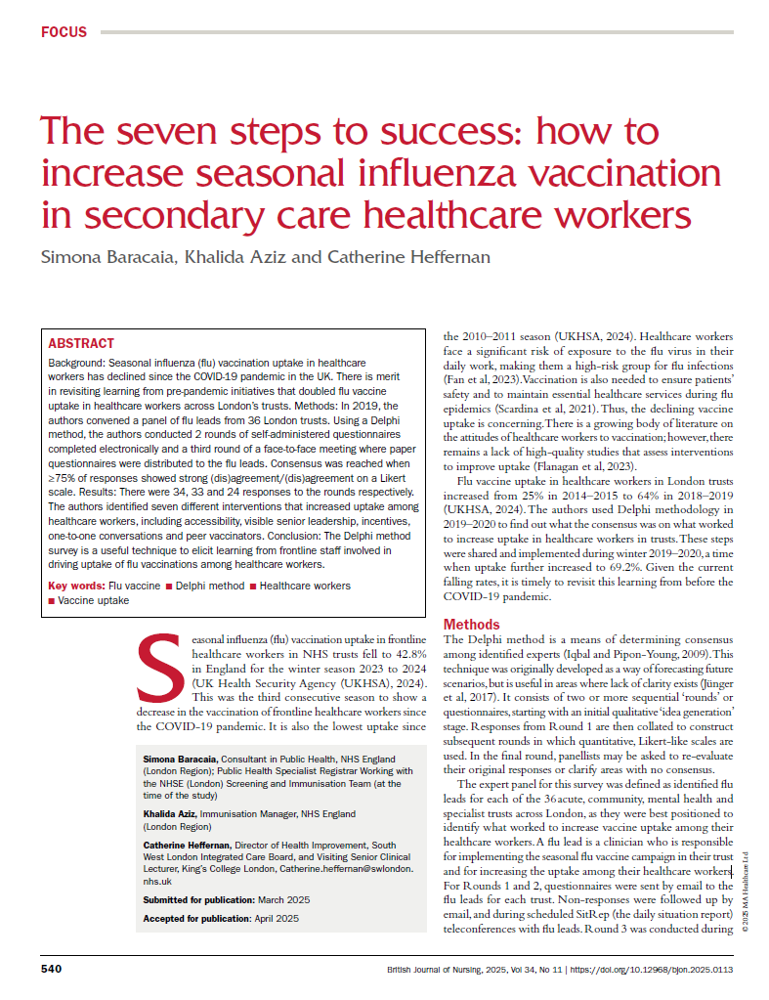 FOCUS
The seven steps to success: how to
increase seasonal influenza vaccination
in secondary care healthcare workers
Simona Baracaia, Khalida Aziz and Catherine Heffernan
ABSTRACT
Background: Seasonal influenza (flu) vaccination uptake in healthcare
workers has declined since the COVID-19 pandemic in the UK. There is merit
in revisiting learning from pre-pandemic initiatives that doubled flu vaccine
uptake in healthcare workers across London's trusts. Methods: In 2019, the
authors convened a panel of flu leads from 36 London trusts. Using a Delphi
method, the authors conducted 2 rounds of self-administered questionnaires
completed electronically and a third round of a face-to-face meeting where paper
questionnaires were distributed to the flu leads. Consensus was reached when
≥75% of responses showed strong (dis)agreement/(dis)agreement on a Likert
scale. Results: There were 34, 33 and 24 responses to the rounds respectively.
The authors identified seven different interventions that increased uptake among
healthcare workers, including accessibility, visible senior leadership, incentives,
one-to-one conversations and peer vaccinators. Conclusion: The Delphi method
survey is a useful technique to elicit learning from frontline staff involved in
driving uptake of flu vaccinations among healthcare workers.
Key words: Flu vaccine ■ Delphi method ■ Healthcare workers
■ Vaccine uptake
Seasonal influenza (flu) vaccination uptake in frontline
healthcare workers in NHS trusts fell to 42.8%
in England for the winter season 2023 to 2024
(UK Health Security Agency (UKHSA), 2024).
This was the third consecutive season to show a
decrease in the vaccination of frontline healthcare workers since
the COVID-19 pandemic. It is also the lowest uptake since
Simona Baracaia, Consultant in Public Health, NHS England
(London Region); Public Health Specialist Registrar Working with
the NHSE (London) Screening and Immunisation Team (at the
time of the study)
Khalida Aziz, Immunisation Manager, NHS England
(London Region)
Catherine Heffernan, Director of Health Improvement, South
West London Integrated Care Board, and Visiting Senior Clinical
Lecturer, King's College London, Catherine.heffernan@swlondon.
nhs.uk
Submitted for publication: March 2025
Accepted for publication: April 2025
the 2010–2011 season (UKHSA, 2024). Healthcare workers
face a significant risk of exposure to the flu virus in their
daily work, making them a high-risk group for flu infections
(Fan et al, 2023). Vaccination is also needed to ensure patients'
safety and to maintain essential healthcare services during flu
epidemics (Scardina et al, 2021). Thus, the declining vaccine
uptake is concerning. There is a growing body of literature on
the attitudes of healthcare workers to vaccination; however, there
remains a lack of high-quality studies that assess interventions
to improve uptake (Flanagan et al, 2023).
Flu vaccine uptake in healthcare workers in London trusts
increased from 25% in 2014–2015 to 64% in 2018–2019
(UKHSA, 2024). The authors used Delphi methodology in
2019–2020 to find out what the consensus was on what worked
to increase uptake in healthcare workers in trusts. These steps
were shared and implemented during winter 2019–2020, a time
when uptake further increased to 69.2%. Given the current
falling rates, it is timely to revisit this learning from before the
COVID-19 pandemic.
Methods
The Delphi method is a means of determining consensus
among identified experts (Iqbal and Pipon-Young, 2009). This
technique was originally developed as a way of forecasting future
scenarios, but is useful in areas where lack of clarity exists (Jünger
et al, 2017). It consists of two or more sequential 'rounds' or
questionnaires, starting with an initial qualitative 'idea generation'
stage. Responses from Round 1 are then collated to construct
subsequent rounds in which quantitative, Likert-like scales are
used. In the final round, panellists may be asked to re-evaluate
their original responses or clarify areas with no consensus.
The expert panel for this survey was defined as identified flu
leads for each of the 36 acute, community, mental health and
specialist trusts across London, as they were best positioned to
identify what worked to increase vaccine uptake among their
healthcare workers. A flu lead is a clinician who is responsible
for implementing the seasonal flu vaccine campaign in their trust
and for increasing the uptake among their healthcare workers.
For Rounds 1 and 2, questionnaires were sent by email to the
flu leads for each trust. Non-responses were followed up by
email, and during scheduled SitRep (the daily situation report)
teleconferences with flu leads. Round 3 was conducted during
© 2025 MA Healthcare Ltd
540
British Journal of Nursing, 2025, Vol 34, No 11 | https://doi.org/10.12968/bjon.2025.0113